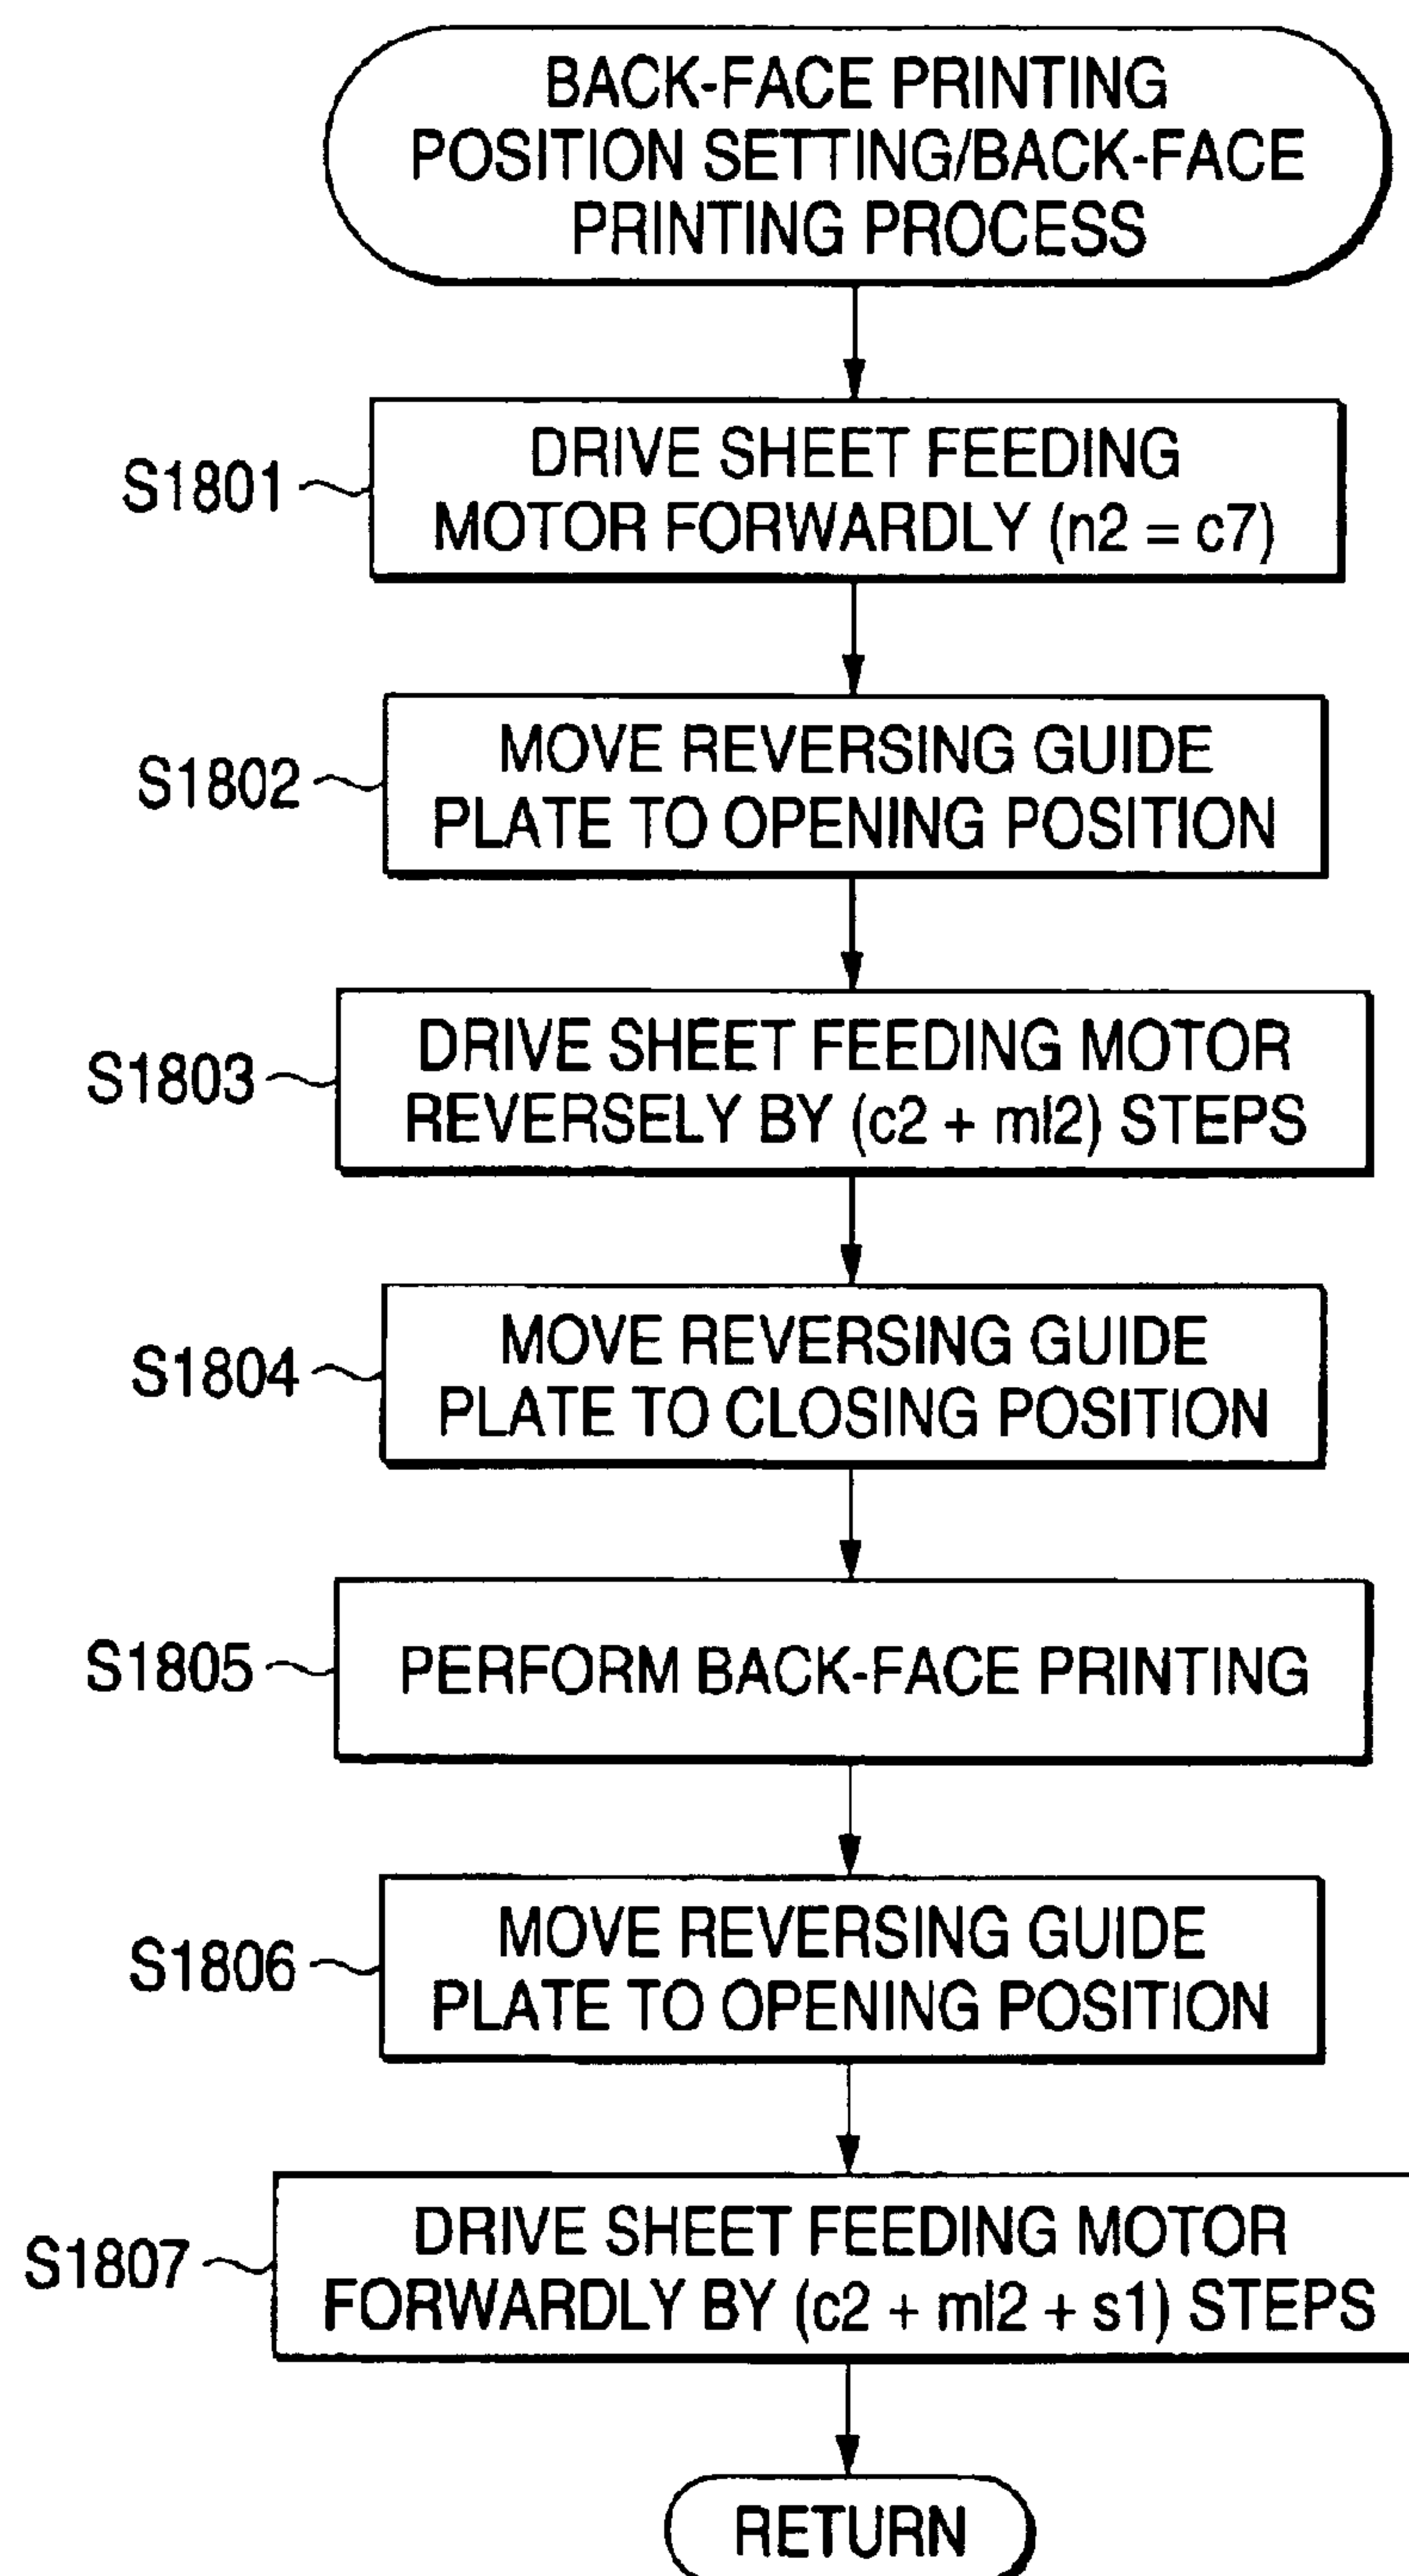 BACK-FACE PRINTING
POSITION SETTING/BACK-FACE
PRINTING PROCESS
S1801
DRIVE SHEET FEEDING
MOTOR FORWARDLY (n2 = c7)
S1802
MOVE REVERSING GUIDE
PLATE TO OPENING POSITION
S1803
DRIVE SHEET FEEDING MOTOR
REVERSELY BY (c2 + ml2) STEPS
S1804
MOVE REVERSING GUIDE
PLATE TO CLOSING POSITION
S1805
PERFORM BACK-FACE PRINTING
S1806
MOVE REVERSING GUIDE
PLATE TO OPENING POSITION
S1807
DRIVE SHEET FEEDING MOTOR
FORWARDLY BY (c2 + ml2 + s1) STEPS
RETURN